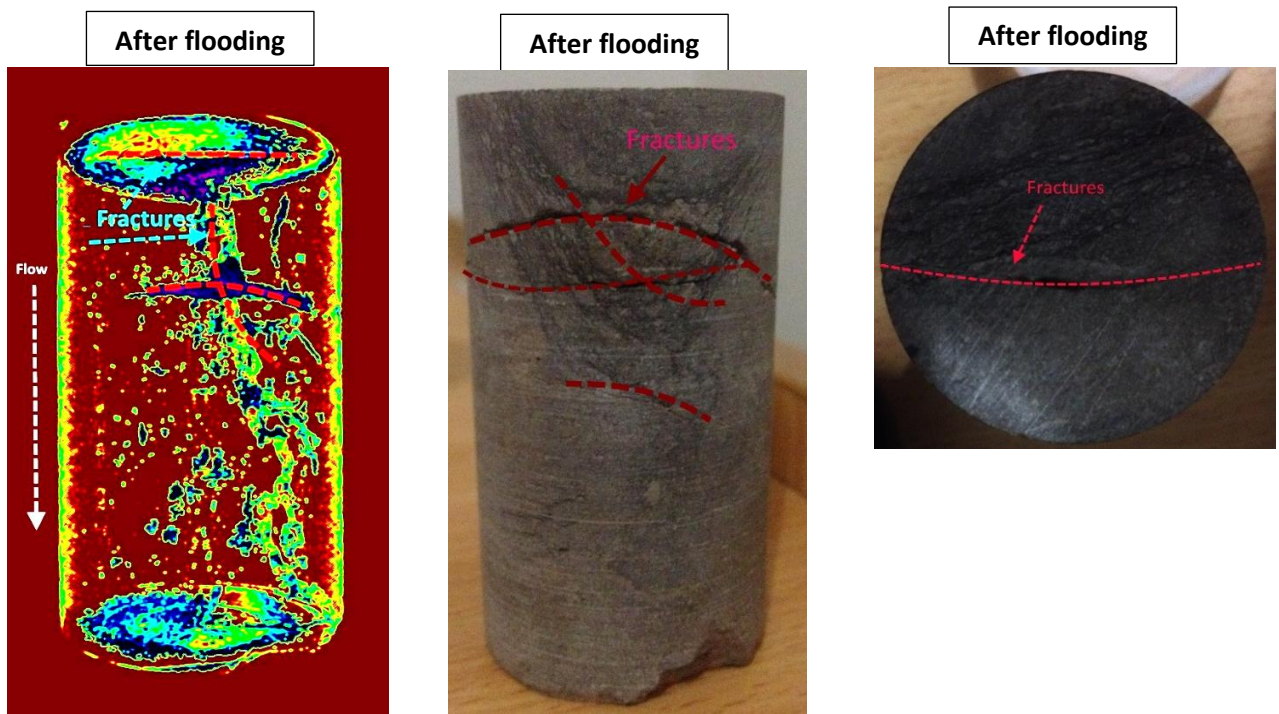 After flooding
After flooding
After flooding
Fractures
Flow
Fractures
Fractures